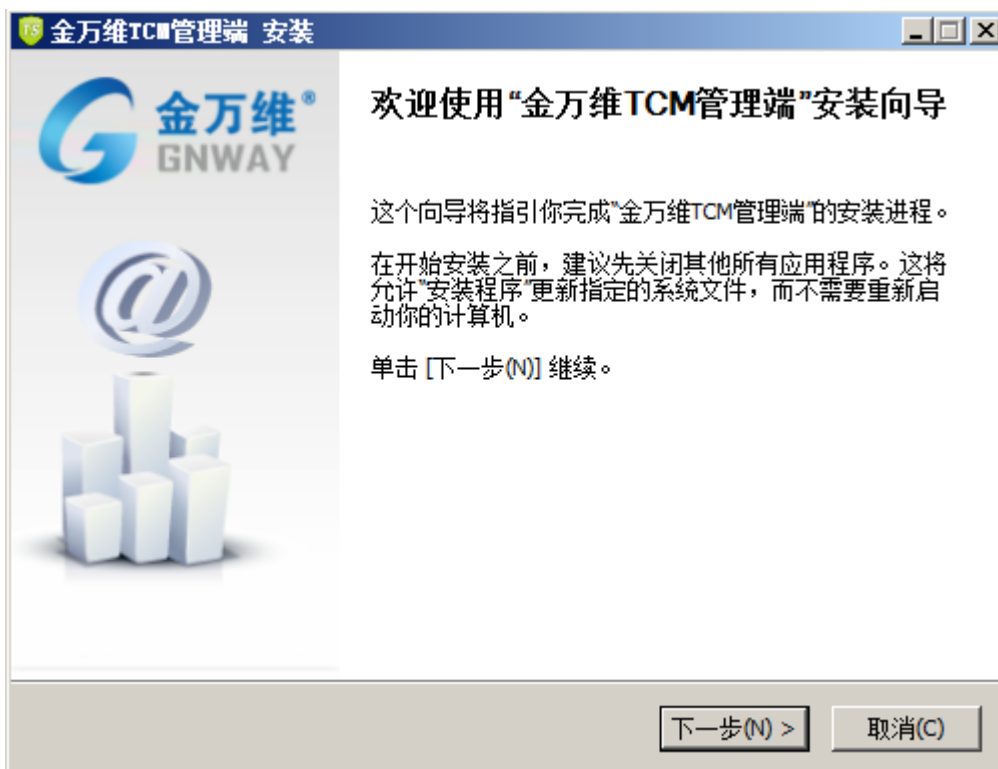 金万维TCM管理端 安装
金万维®
GNWAY
欢迎使用“金万维TCM管理端”安装向导
这个向导将指引你完成“金万维TCM管理端”的安装进程。
在开始安装之前，建议先关闭其他所有应用程序。这将
允许“安装程序”更新指定的系统文件，而不需要重新启
动你的计算机。
单击 [下一步(N)] 继续。
下一步(N) >
取消(C)